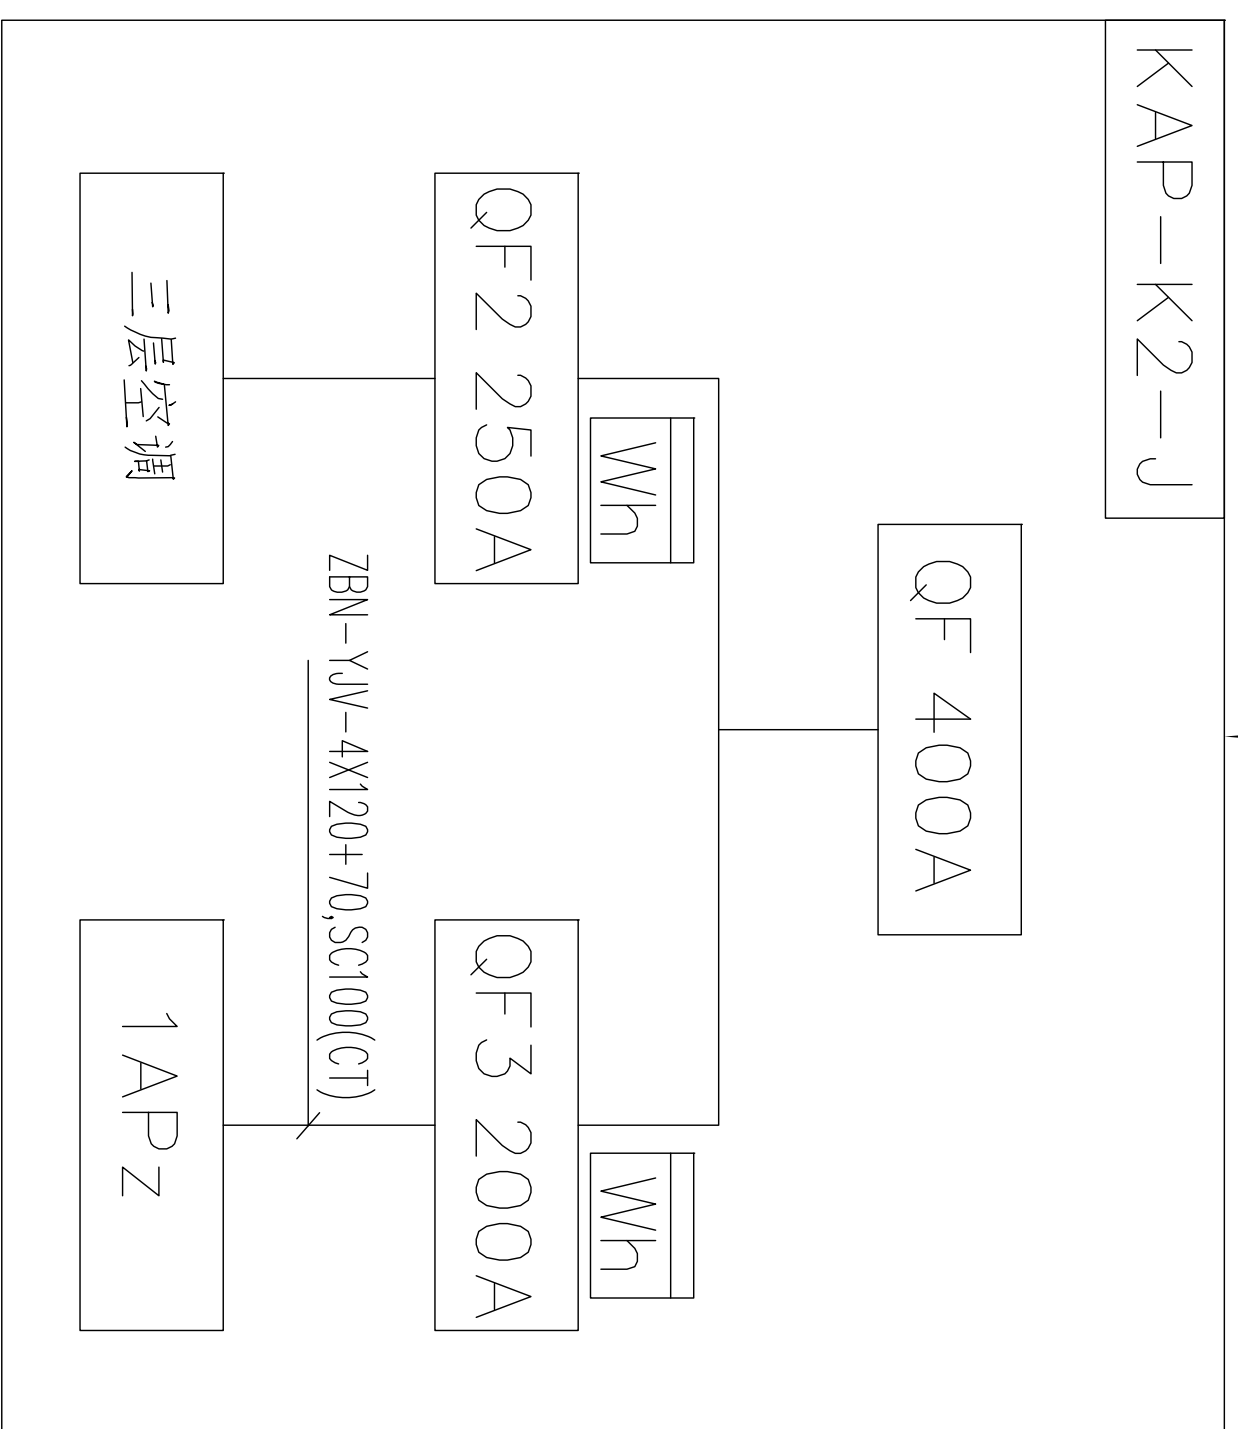 KAP-K2-J
QF 400A
Wh
Wh
QF2 250A
QF3 200A
ZBN-YJV-4X120+70,SC100(CT)
三层空调
1APz